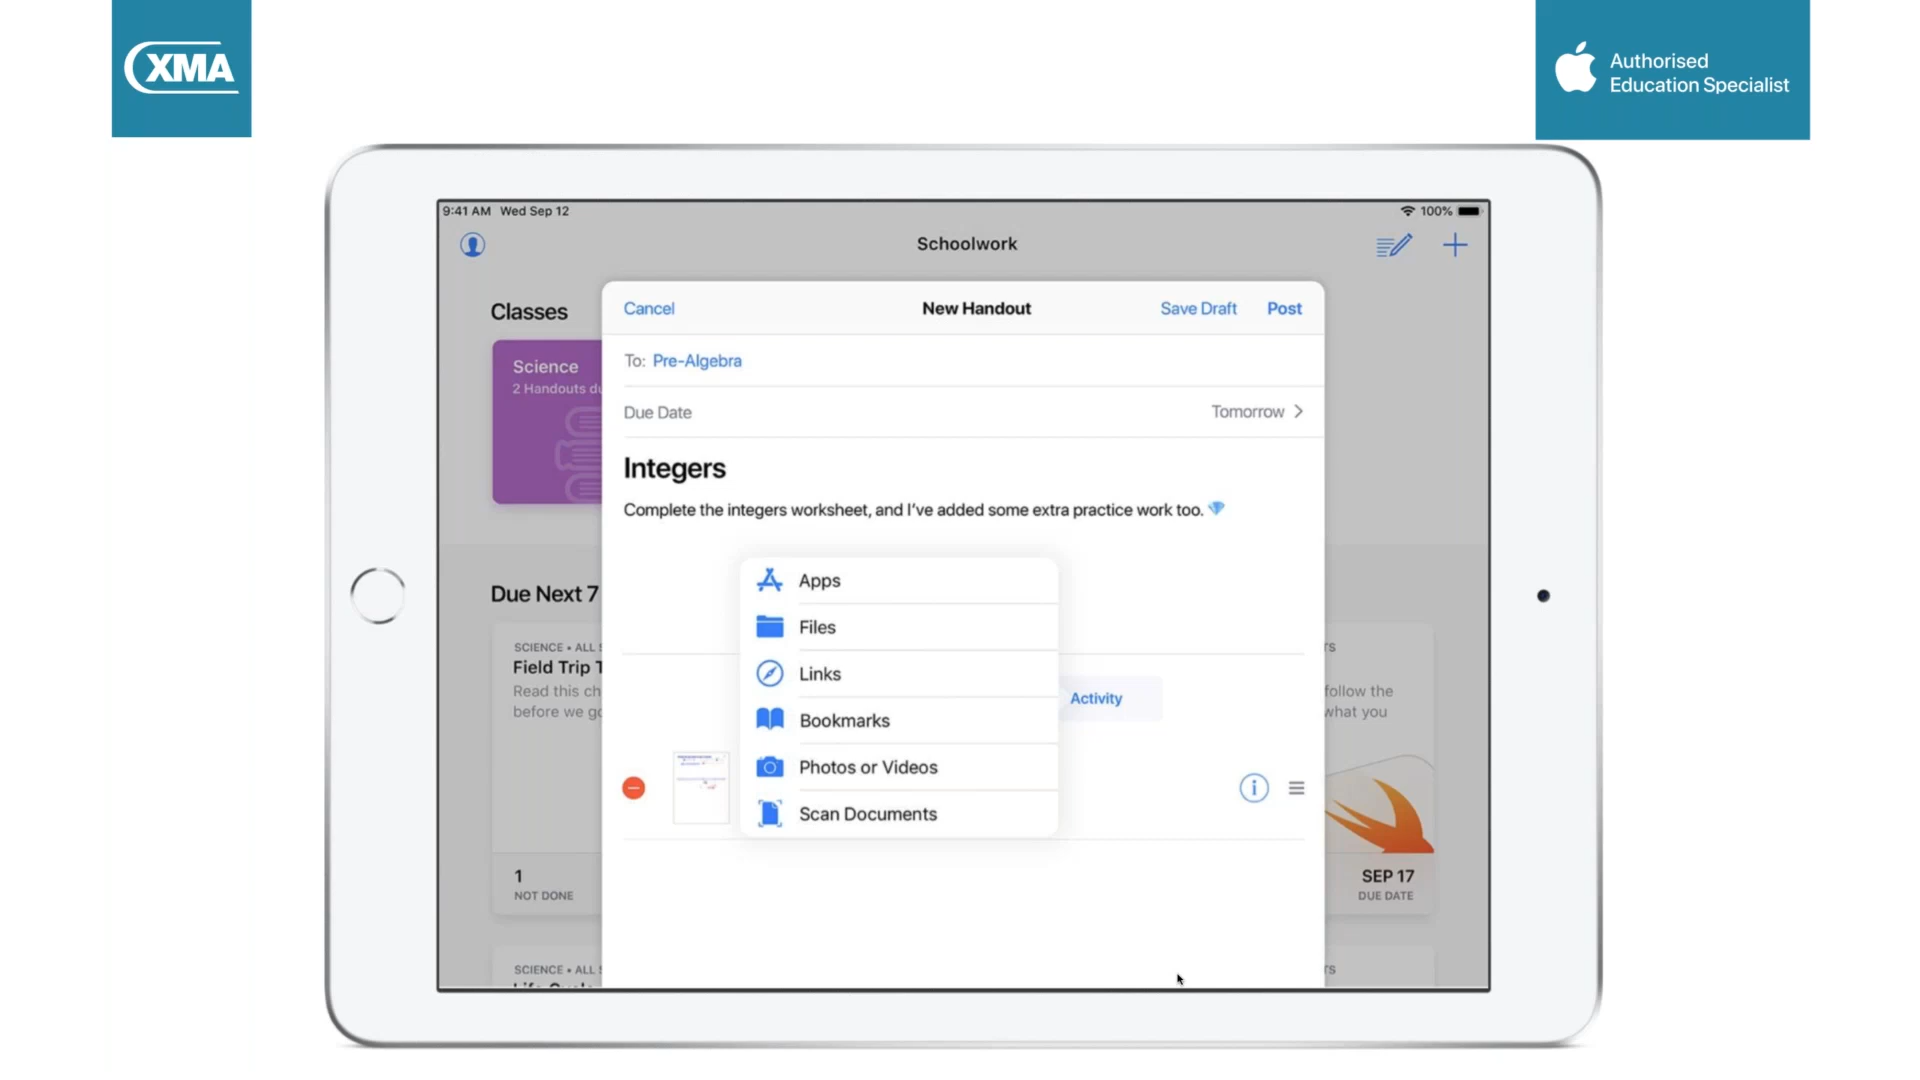 XMA
Authorised
Education Specialist
9:41 AM Wed Sep 12
100%
Schoolwork
Classes
Cancel
New Handout
Save Draft
Post
Science
2 Handouts du
To: Pre-Algebra
Due Date
Tomorrow
Integers
Complete the integers worksheet, and I've added some extra practice work too.
Due Next 7
Apps
Files
Links
Bookmarks
Photos or Videos
Scan Documents
Activity
SCIENCE • ALL
Field Trip
Read this ch
before we go
follow the
what you
1
NOT DONE
SEP 17
DUE DATE
SCIENCE • ALL